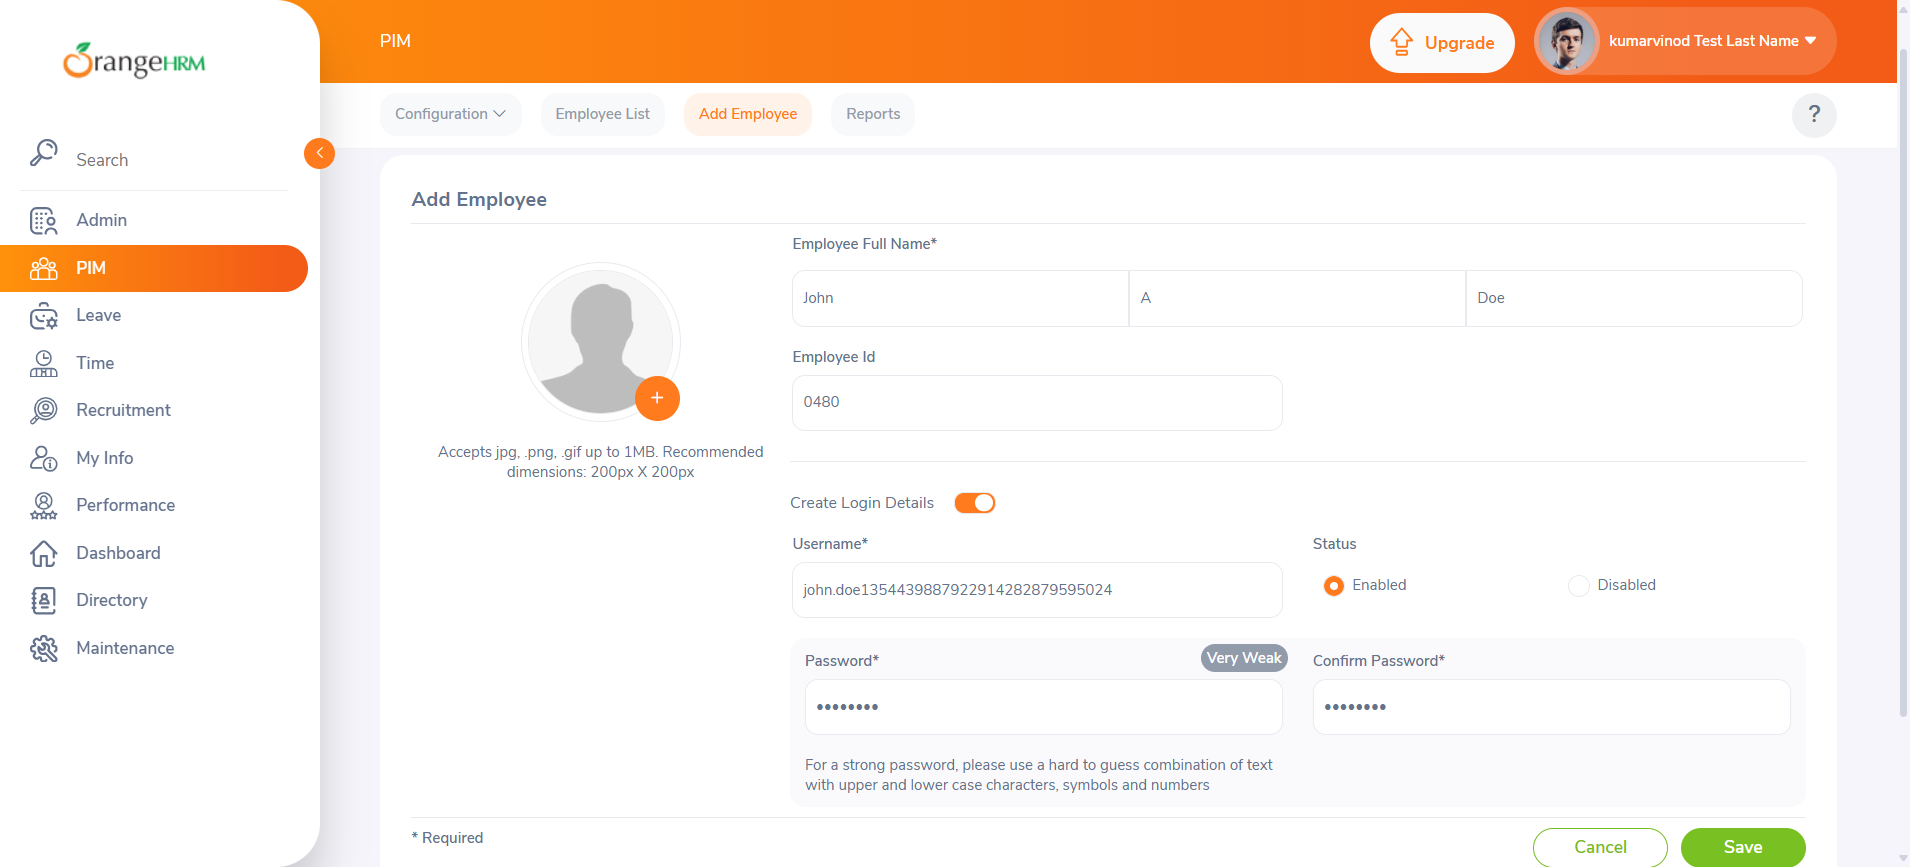 OrangeHRM
Search
Admin
PIM
Leave
Time
Recruitment
My Info
Performance
Dashboard
Directory
Maintenance
PIM
Upgrade
kumarvinod Test Last Name
Configuration
Employee List
Add Employee
Reports
?
Add Employee
Accepts jpg, .png, .gif up to 1MB. Recommended
dimensions: 200px X 200px
Employee Full Name*
John
A
Doe
Employee Id
0480
Create Login Details
Username*
john.doe13544398879229142828795​95024
Status
Enabled
Disabled
Password*
Very Weak
••••••••
Confirm Password*
••••••••
For a strong password, please use a hard to guess combination of text
with upper and lower case characters, symbols and numbers
* Required
Cancel
Save